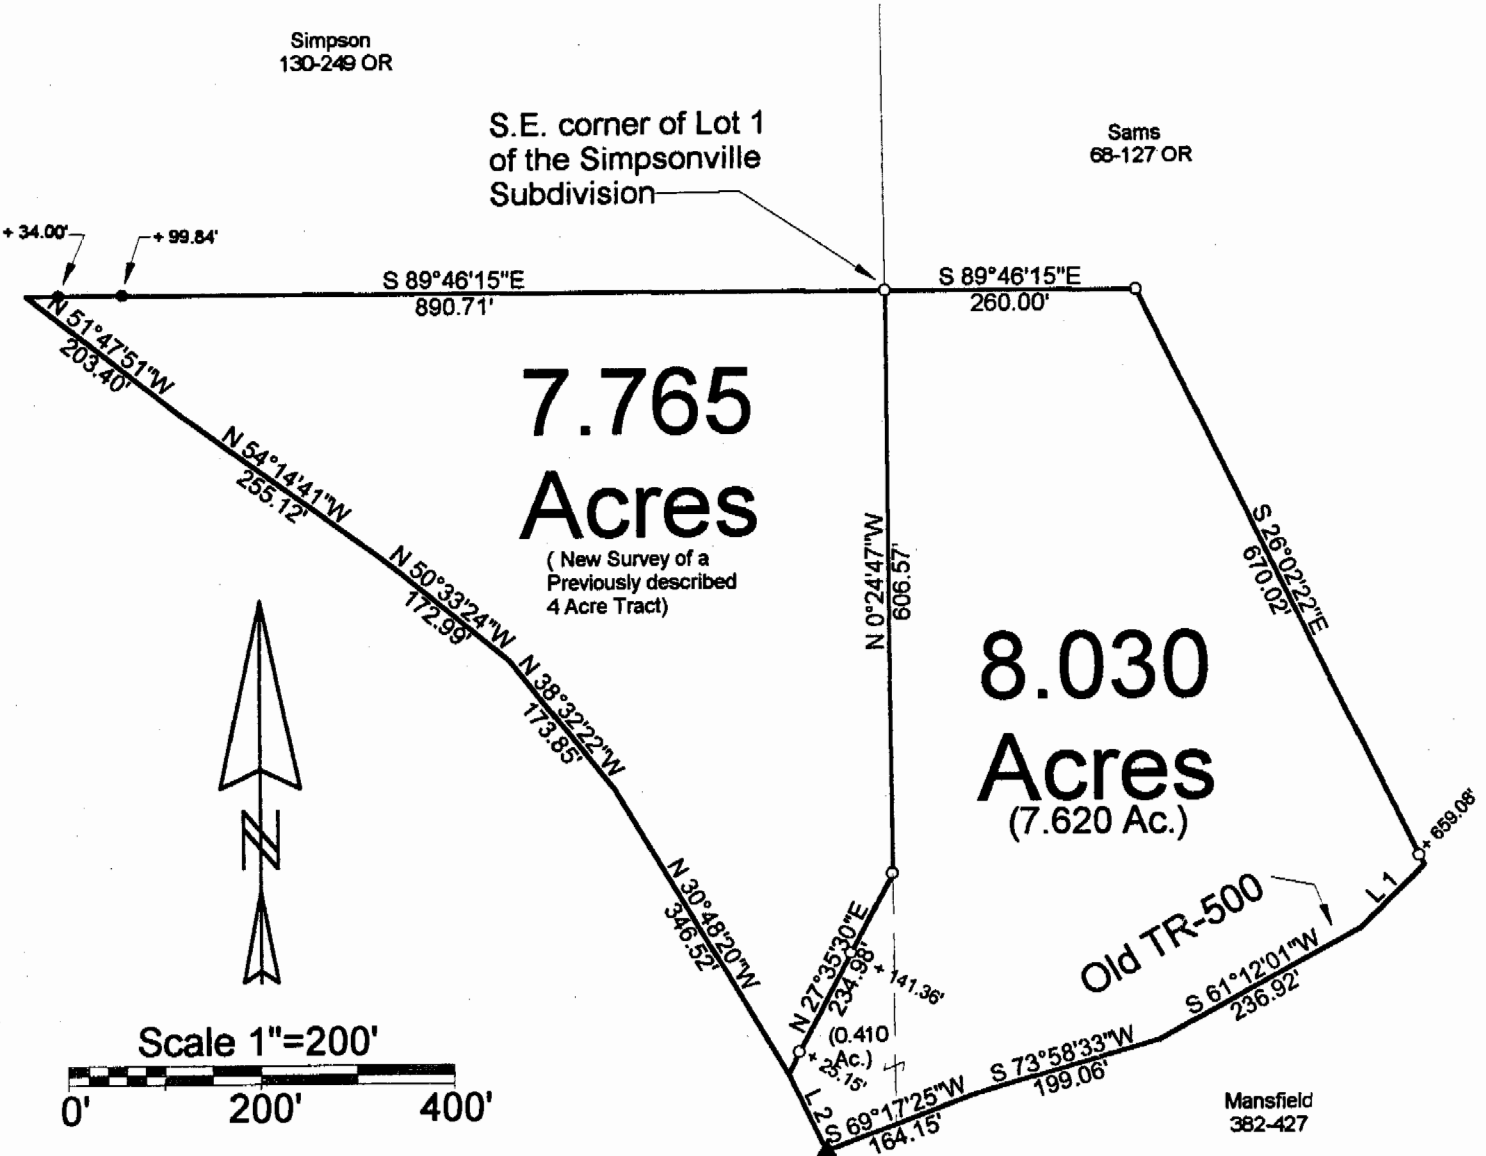 Simpson
130-249 OR
S.E. corner of Lot 1
of the Simpsonville
Subdivision
Sams
68-127 OR
+ 34.00'
+ 99.84'
S 89°46'15"E
890.71'
S 89°46'15"E
260.00'
N 51°47'51"W
203.40'
7.765
Acres
( New Survey of a
Previously described
4 Acre Tract)
N 54°14'41"W
255.12'
N 50°33'24"W
172.99'
N 0°24'47"W
606.57'
S 26°02'22"E
670.02'
8.030
Acres
(7.620 Ac.)
N 38°32'22"W
173.85'
+ 659.08'
N 30°48'20"W
346.52'
L 1
Old TR-500
N 27°35'30"E
234.98'
+ 141.36'
S 61°12'01"W
236.92'
N
(0.410
Ac.)
+ 25.15'
S 73°58'33"W
199.06'
L 2
S 69°17'25"W
164.15'
Scale 1"=200'
0'
200'
400'
Mansfield
382-427